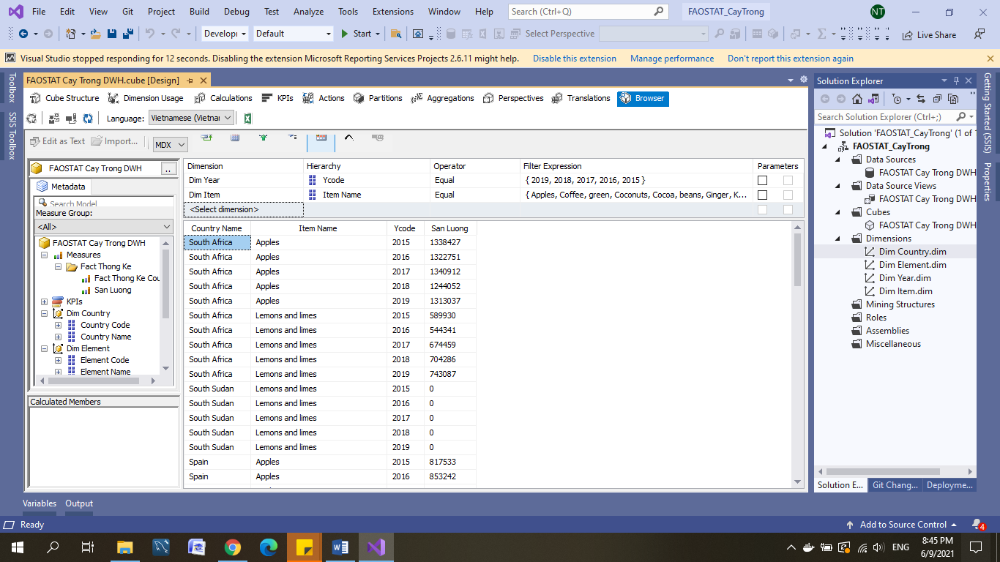 File Edit View Git Project Build Debug Test Analyze Tools Extensions Window Help Search (Ctrl+Q) FAOSTAT_CayTrong NT
Developi Default Start Select Perspective Live Share
Visual Studio stopped responding for 12 seconds. Disabling the extension Microsoft Reporting Services Projects 2.6.11 might help. Disable this extension Manage performance Don't report this extension again
Toolbox
SSIS Toolbox
FAOSTAT Cay Trong DWH.cube [Design]
Cube Structure Dimension Usage Calculations KPIs Actions Partitions Aggregations Perspectives Translations Browser
Language: Vietnamese (Vietnar
Edit as Text Import... MDX
FAOSTAT Cay Trong DWH ..
Metadata
Search Model
Measure Group:
<All>
FAOSTAT Cay Trong DWH
Measures
Fact Thong Ke
Fact Thong Ke Cou
San Luong
KPIs
Dim Country
Country Code
Country Name
Dim Element
Element Code
Element Name
Calculated Members
Dimension Hierarchy Operator Filter Expression Parameters
Dim Year Ycode Equal { 2019, 2018, 2017, 2016, 2015 }
Dim Item Item Name Equal { Apples, Coffee, green, Coconuts, Cocoa, beans, Ginger, K...
<Select dimension>
Country Name Item Name Ycode San Luong
South Africa Apples 2015 1338427
South Africa Apples 2016 1322751
South Africa Apples 2017 1340912
South Africa Apples 2018 1244052
South Africa Apples 2019 1313037
South Africa Lemons and limes 2015 589930
South Africa Lemons and limes 2016 544341
South Africa Lemons and limes 2017 674459
South Africa Lemons and limes 2018 704286
South Africa Lemons and limes 2019 743087
South Sudan Lemons and limes 2015 0
South Sudan Lemons and limes 2016 0
South Sudan Lemons and limes 2017 0
South Sudan Lemons and limes 2018 0
South Sudan Lemons and limes 2019 0
Spain Apples 2015 817533
Spain Apples 2016 853242
Solution Explorer
Search Solution Explorer (Ctrl+;)
Solution 'FAOSTAT_CayTrong' (1 of
FAOSTAT_CayTrong
Data Sources
FAOSTAT Cay Trong DWH
Data Source Views
FAOSTAT Cay Trong DWH
Cubes
FAOSTAT Cay Trong DWH
Dimensions
Dim Country.dim
Dim Element.dim
Dim Year.dim
Dim Item.dim
Mining Structures
Roles
Assemblies
Miscellaneous
Solution E... Git Chang... Deployme...
Getting Started (SSIS)
Properties
Variables Output
Ready Add to Source Control 4
ENG 8:45 PM
6/9/2021